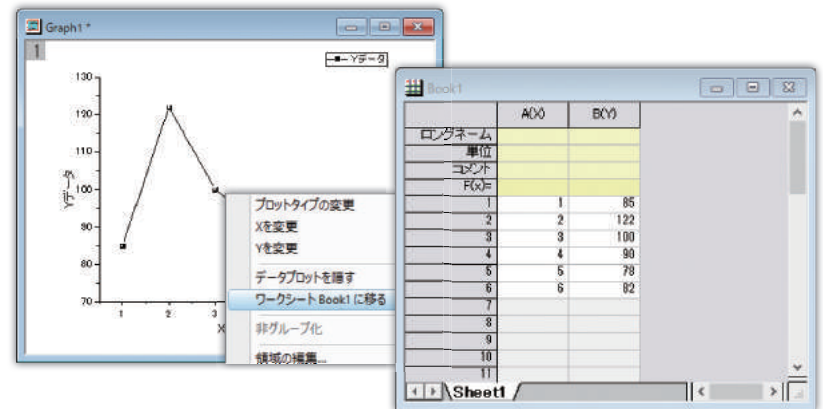 Graph1 *
1
Yデータ
130
120
110
100
90
80
70
Yデータ
1
2
3
X
プロットタイプの変更
Xを変更
Yを変更
データプロットを隠す
ワークシート Book1 に移る
非グループ化
領域の編集...
Book1
A(X) B(Y)
ロングネーム
単位
コメント
F(x)=
1 1 85
2 2 122
3 3 100
4 4 90
5 5 78
6 6 82
7
8
9
10
11
Sheet1